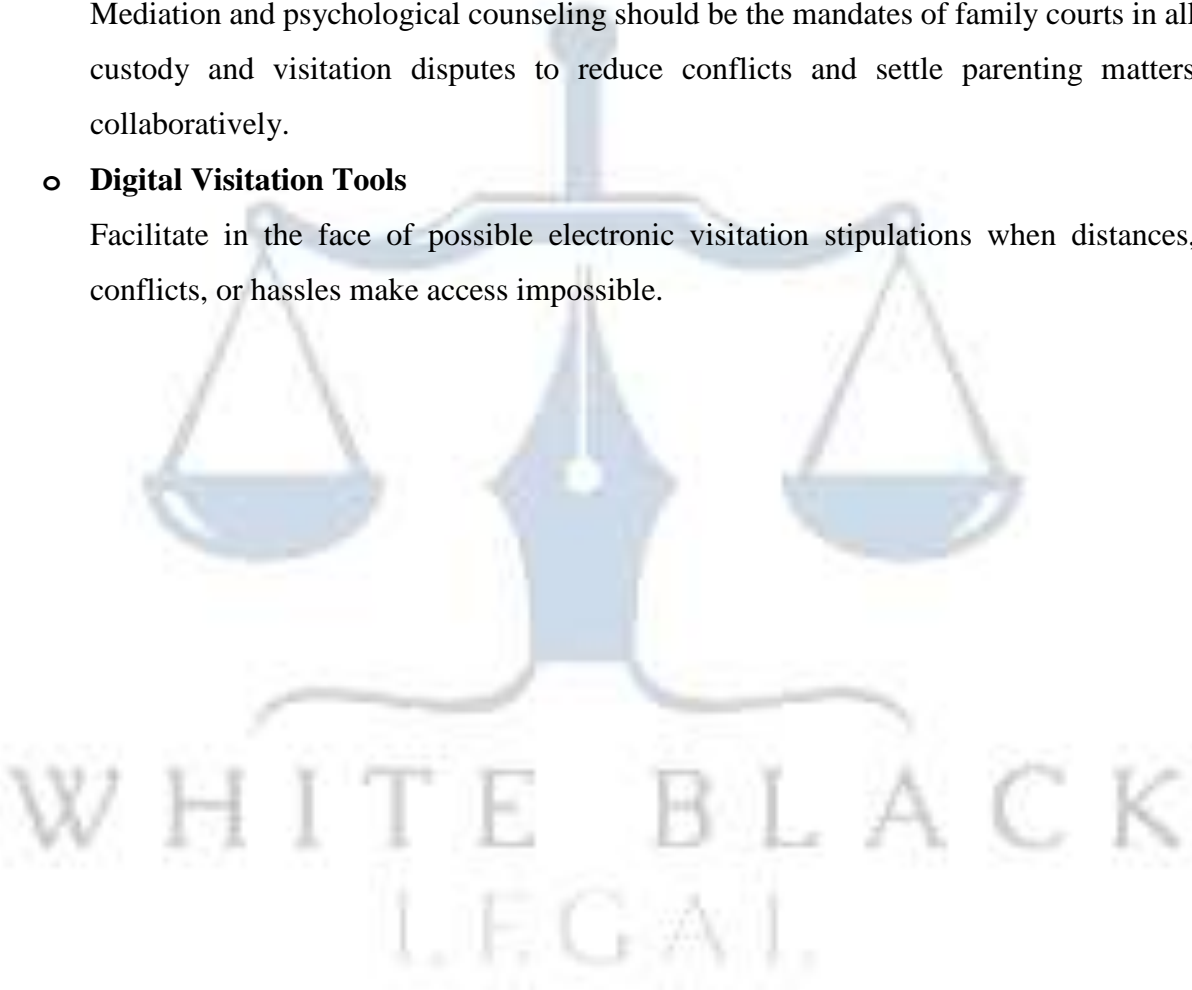 Mediation and psychological counseling should be the mandates of family courts in all
custody and visitation disputes to reduce conflicts and settle parenting matters
collaboratively.
o Digital Visitation Tools
Facilitate in the face of possible electronic visitation stipulations when distances,
conflicts, or hassles make access impossible.
WHITE BLACK
LEGAL